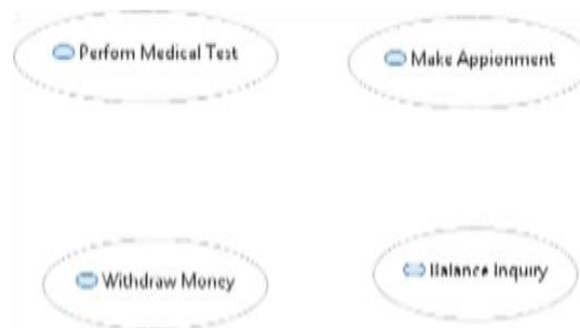 Perfom Medical Test
Make Appionment
Withdraw Money
Balance Inquiry